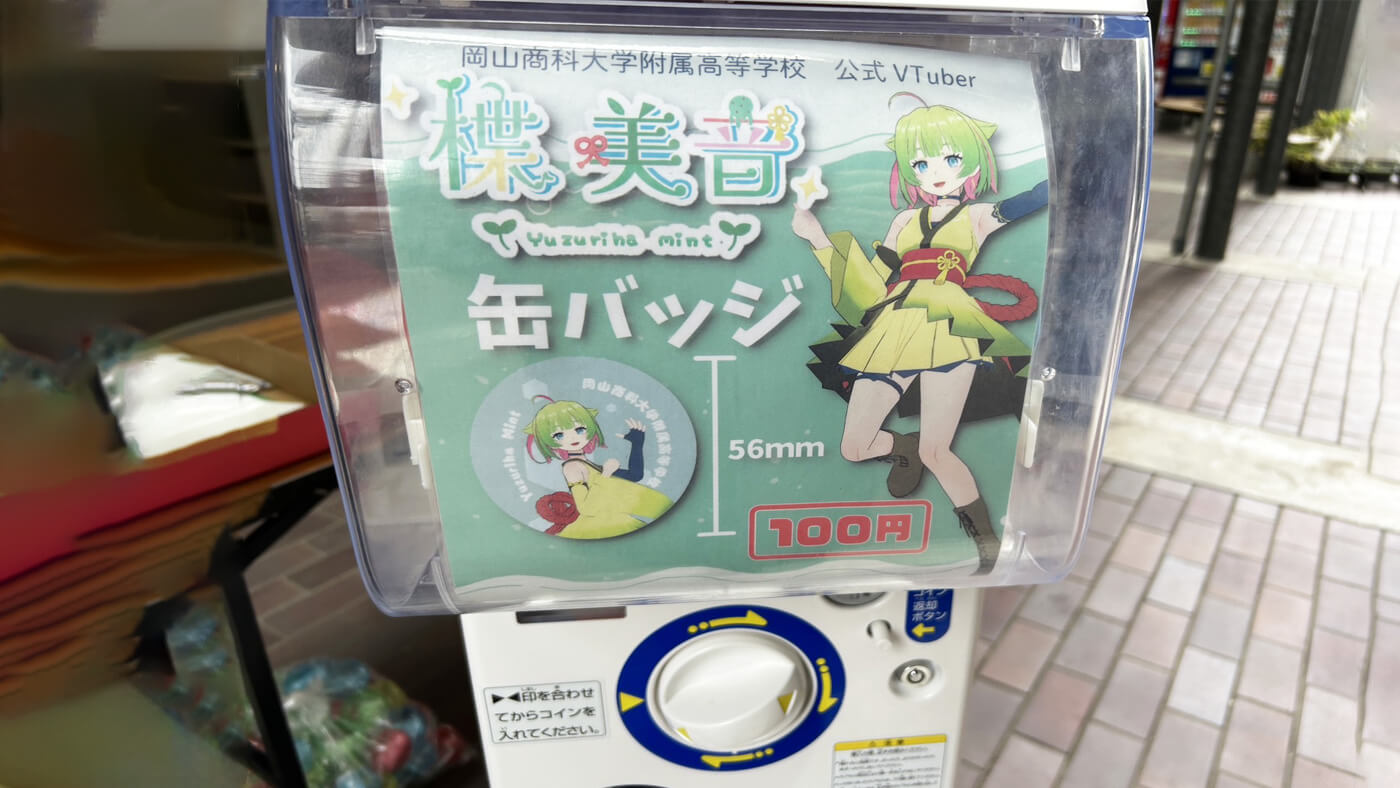 岡山商科大学附属高等学校 公式 VTuber
楪 美音
Yuzuriha mint
缶バッジ
岡山商科大学附属高等学校
Yuzuriha Mint
56mm
100円
コイン
返却
ボタン
▶◀印を合わせ
てからコインを
入れてください。